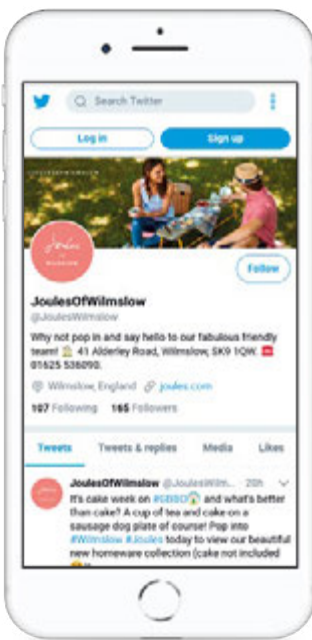 Search Twitter
Log in
Sign up
Joules
WILMSLOW
Follow
JoulesOfWilmslow
@JoulesWilmslow
Why not pop in and say hello to our fabulous friendly
team! 🏠 41 Alderley Road, Wilmslow, SK9 1QW. ☎️
01625 536090.
Wilmslow, England joules.com
107 Following 165 Followers
Tweets Tweets & replies Media Likes
JoulesOfWilmslow @JoulesWilm... 20h
It's cake week on #GBBO and what's better
than cake? A cup of tea and cake on a
sausage dog plate of course! Pop into
#Wilmslow #Joules today to view our beautiful
new homeware collection (cake not included